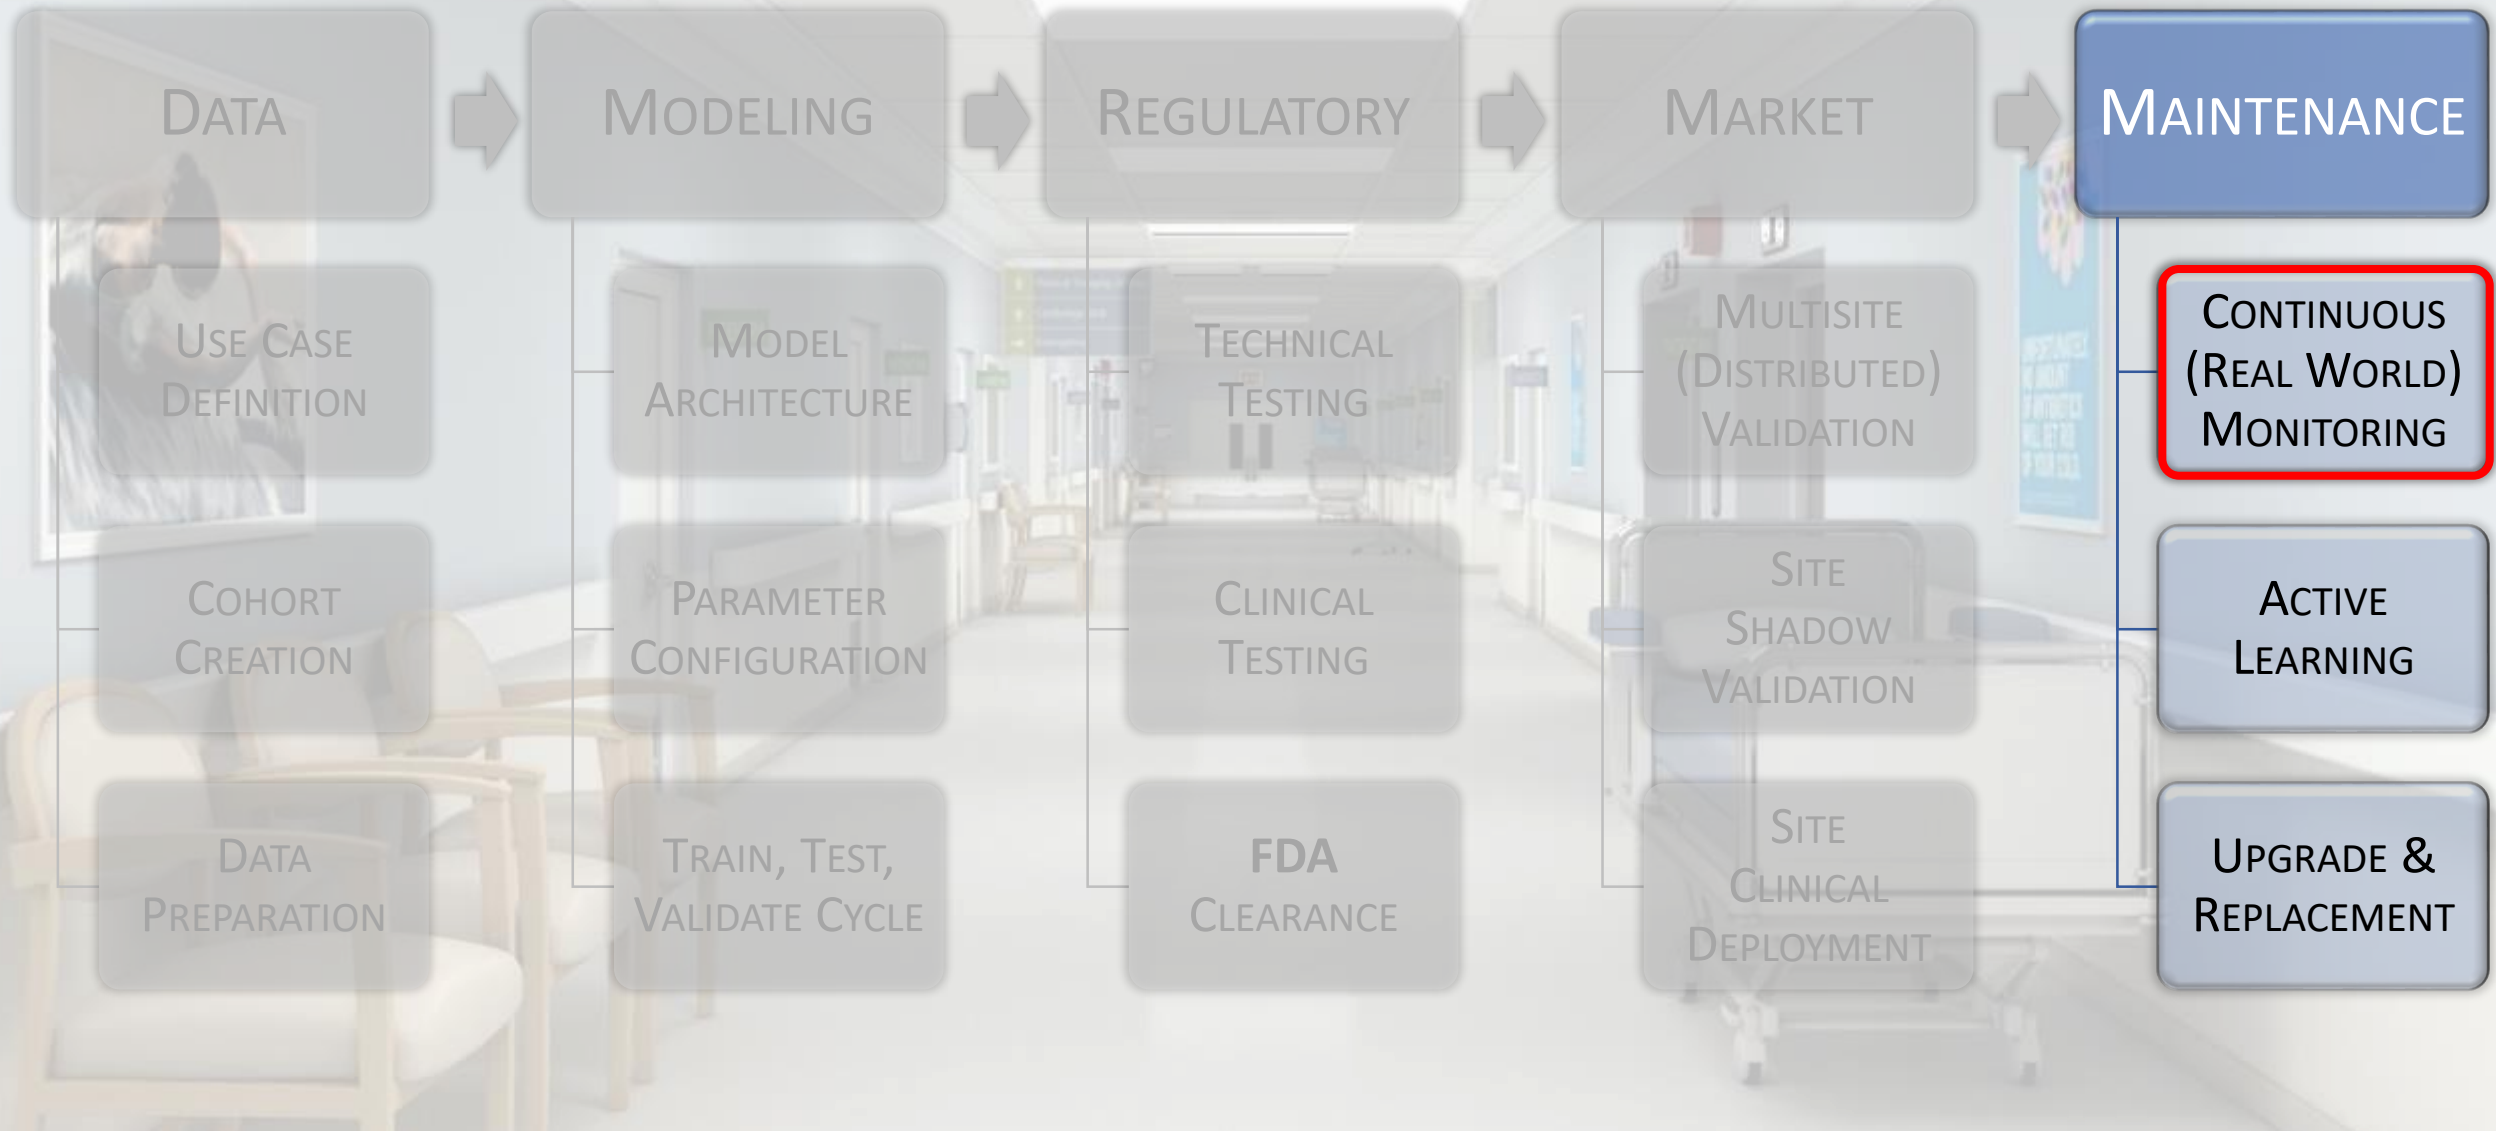 DATA
MODELING
REGULATORY
MARKET
MAINTENANCE
USE CASE
DEFINITION
COHORT
CREATION
DATA
PREPARATION
MODEL
ARCHITECTURE
PARAMETER
CONFIGURATION
TRAIN, TEST,
VALIDATE CYCLE
TECHNICAL
TESTING
CLINICAL
TESTING
FDA
CLEARANCE
MULTISITE
(DISTRIBUTED)
VALIDATION
SITE
SHADOW
VALIDATION
SITE
CLINICAL
DEPLOYMENT
CONTINUOUS
(REAL WORLD)
MONITORING
ACTIVE
LEARNING
UPGRADE &
REPLACEMENT